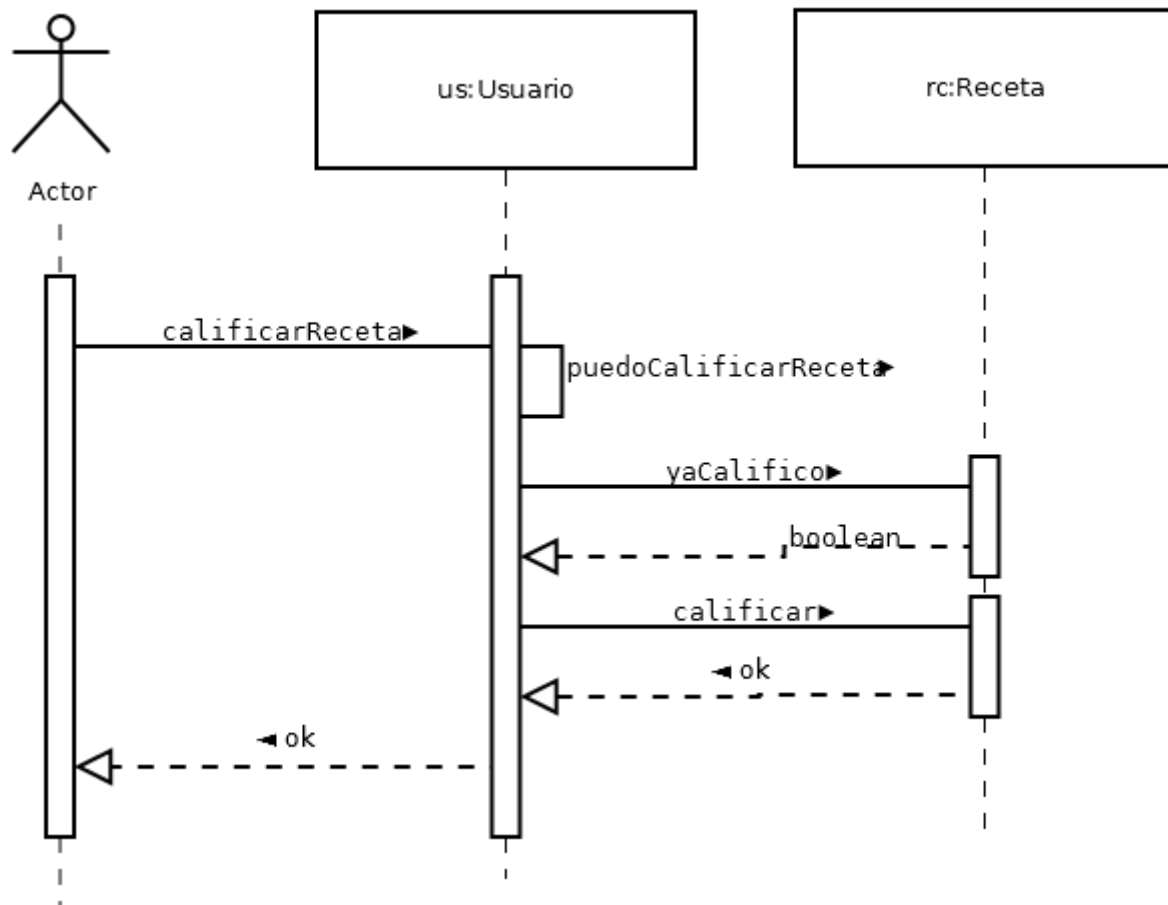 us:Usuario
rc:Receta
Actor
calificarReceta►
puedoCalificarReceta►
yaCalifico►
boolean
calificar►
◄ ok
◄ ok